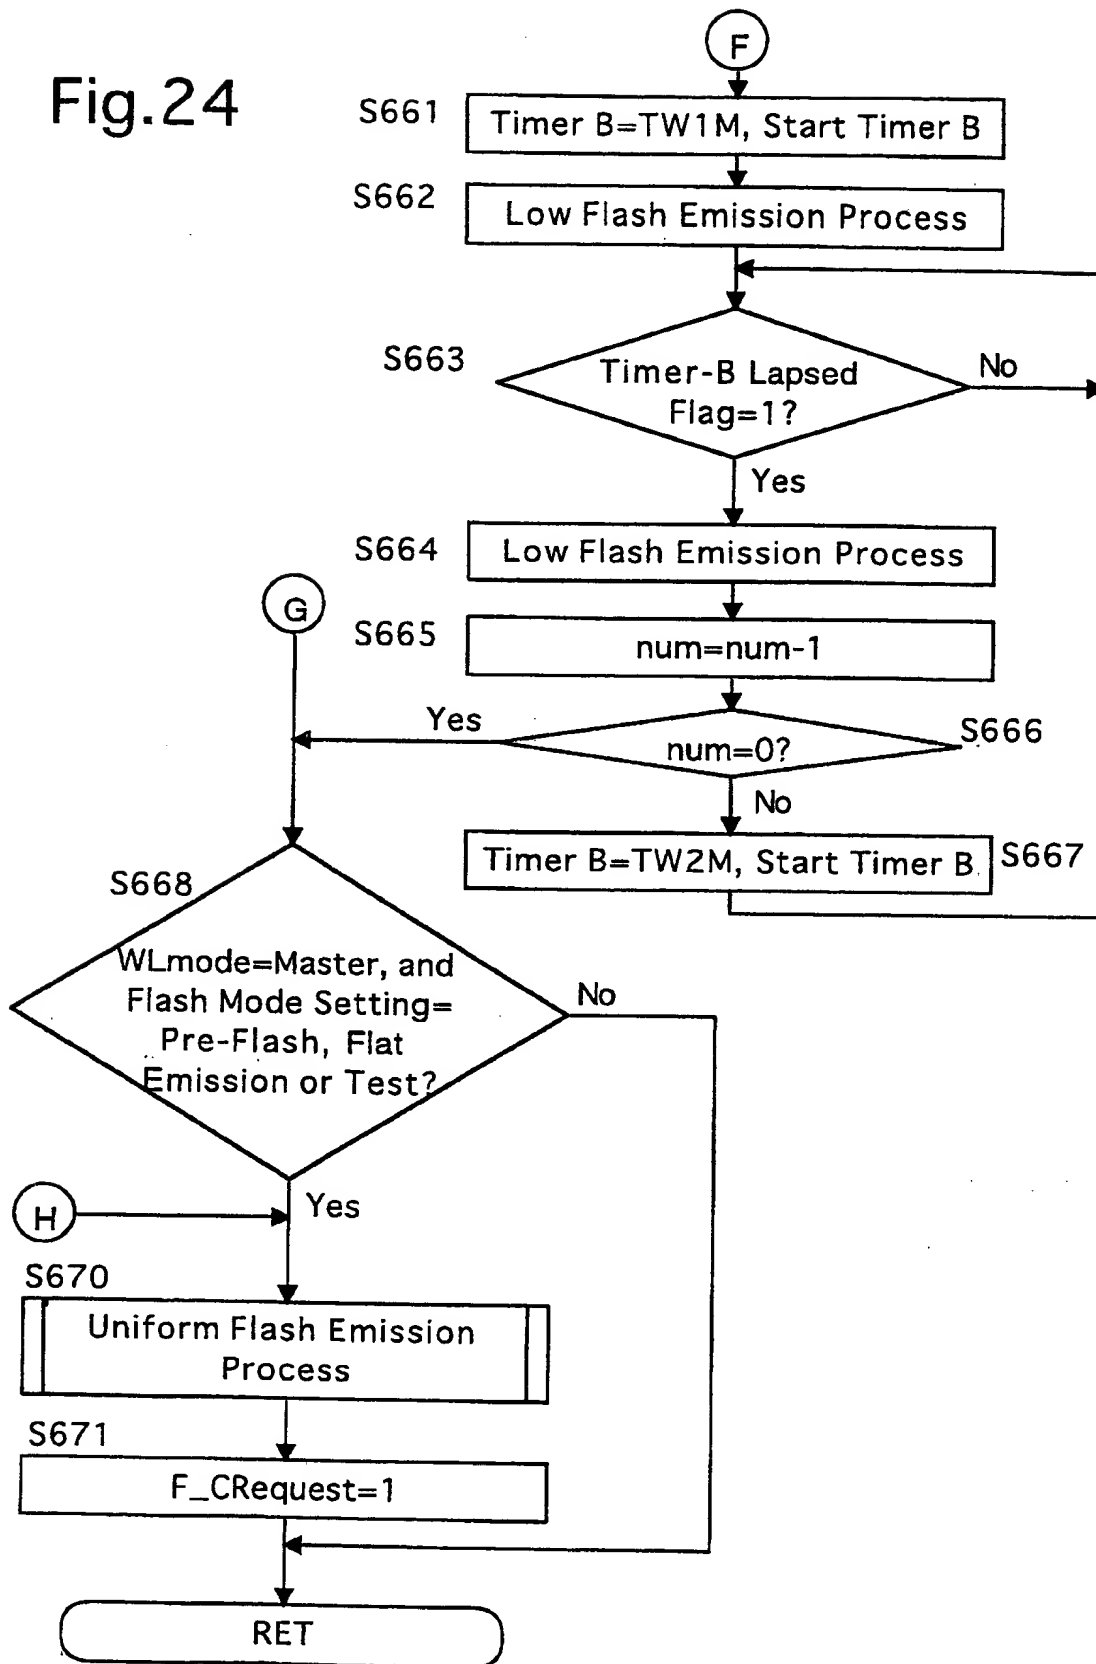 Fig.24
F
S661
Timer B=TW1M, Start Timer B
S662
Low Flash Emission Process
S663
Timer-B Lapsed
Flag=1?
No
Yes
S664
Low Flash Emission Process
G
S665
num=num-1
Yes
num=0?
S666
No
Timer B=TW2M, Start Timer B
S667
S668
WLmode=Master, and
Flash Mode Setting=
Pre-Flash, Flat
Emission or Test?
No
H
Yes
S670
Uniform Flash Emission
Process
S671
F_CRequest=1
RET